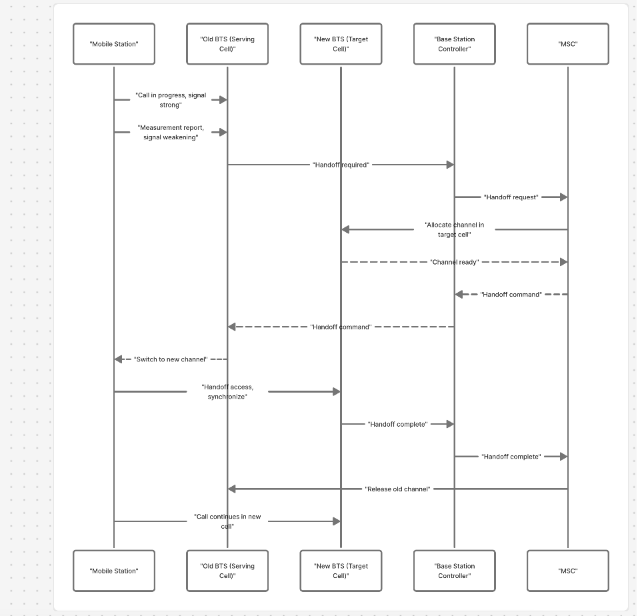 "Mobile Station"
"Old BTS (Serving
Cell)"
"New BTS (Target
Cell)"
"Base Station
Controller"
"MSC"
"Call in progress, signal
strong"
"Measurement report,
signal weakening"
"Handoff required"
"Handoff request"
"Allocate channel in
target cell"
"Channel ready"
"Handoff command"
"Handoff command"
"Switch to new channel"
"Handoff access,
synchronize"
"Handoff complete"
"Handoff complete"
"Release old channel"
"Call continues in new
cell"
"Mobile Station"
"Old BTS (Serving
Cell)"
"New BTS (Target
Cell)"
"Base Station
Controller"
"MSC"